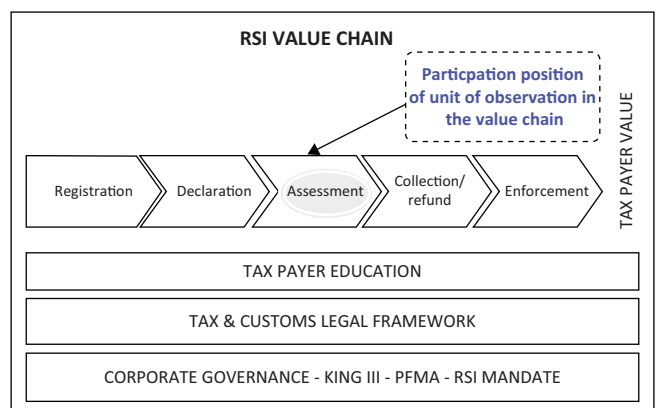 RSI VALUE CHAIN
Particpation position
of unit of observation in
the value chain
TAX PAYER VALUE
Registration
Declaration
Assessment
Collection/
refund
Enforcement
TAX PAYER EDUCATION
TAX & CUSTOMS LEGAL FRAMEWORK
CORPORATE GOVERNANCE - KING III - PFMA - RSI MANDATE